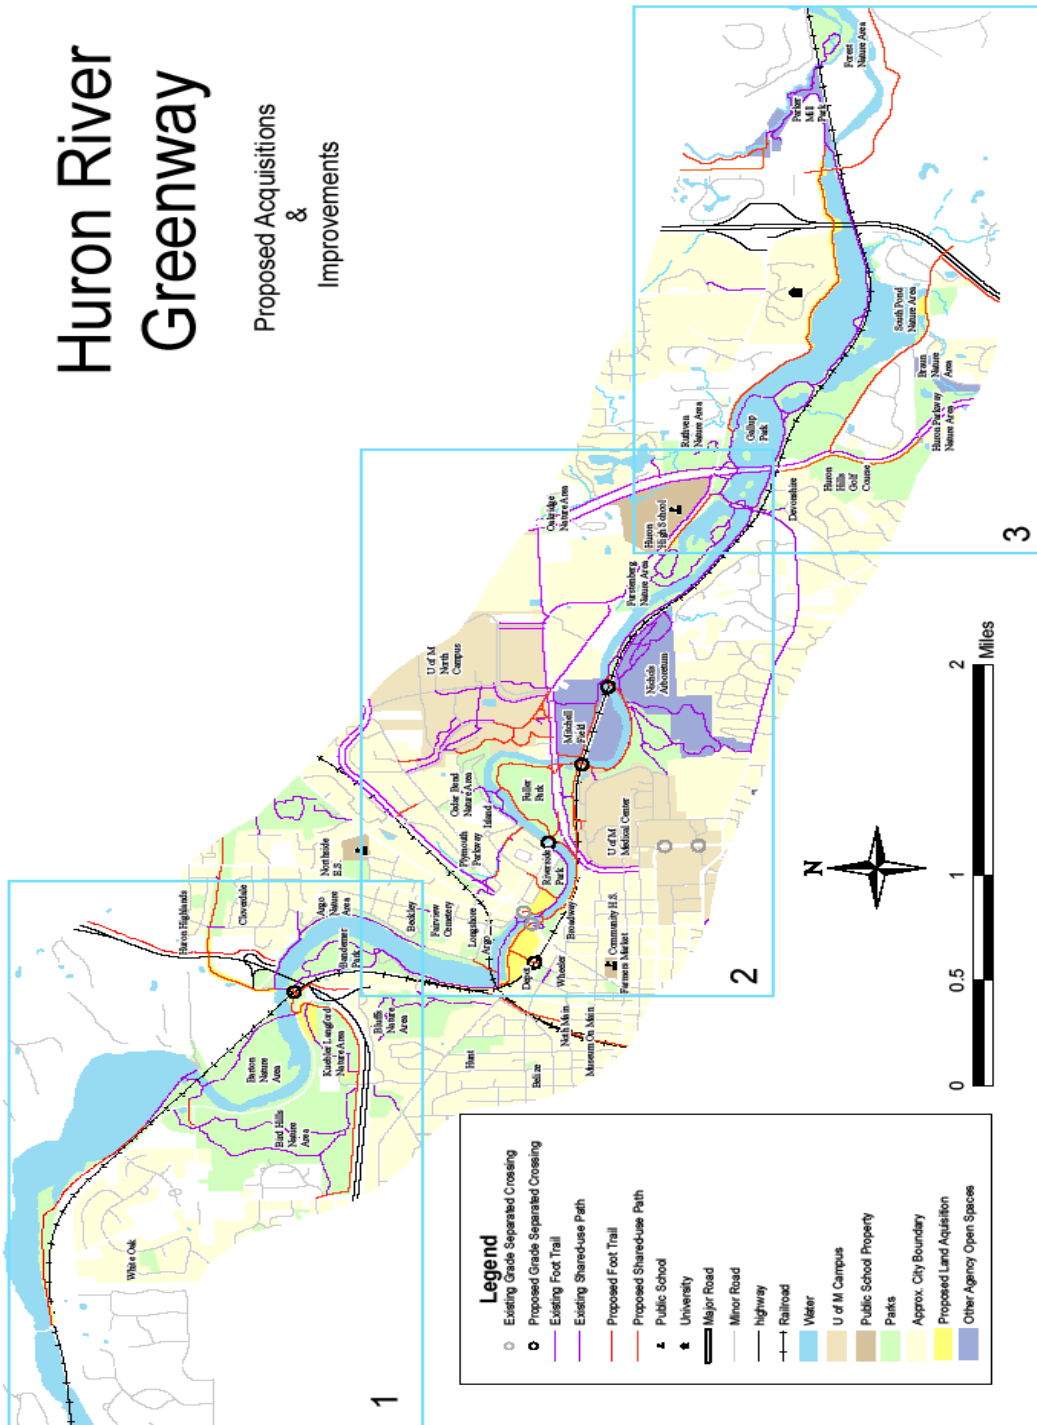 Huron River
Greenway
Proposed Acquisitions
&
Improvements
Forest
Nature Area
Parker
Mill
Park
South Pond
Nature Area
Braun
Nature
Area
Huron Parkway
Nature Area
Ruthven
Nature Area
Gallup
Park
Huron
Hills
Golf
Course
Devonshire
3
Oakridge
Nature Area
Huron
High School
Furstenberg
Nature Area
U of M
North
Campus
Nichols
Arboretum
Mitchell
Field
Cedar Bend
Nature Area
Island
Fuller
Park
U of M
Medical Center
Plymouth
Parkway
Riverside
Park
Broadway
Community H.S.
Farmers Market
Depot
Wheeler
2
Northside
E.S.
Argo
Nature
Area
Beckley
Fairview
Cemetery
Longshore
Argo
Cloverdale
Huron Highlands
Bandemer
Park
Bluffs
Nature
Area
Kuebler Langford
Nature Area
Barton
Nature
Area
Bird Hills
Nature
Area
Hunt
Belize
North Main
Museum On Main
White Oak
1
N
0
0.5
1
2
Miles
Legend
Existing Grade Separated Crossing
Proposed Grade Separated Crossing
Existing Foot Trail
Existing Shared-use Path
Proposed Foot Trail
Proposed Shared-use Path
Public School
University
Major Road
Minor Road
highway
Railroad
Water
U of M Campus
Public School Property
Parks
Approx. City Boundary
Proposed Land Aquisition
Other Agency Open Spaces